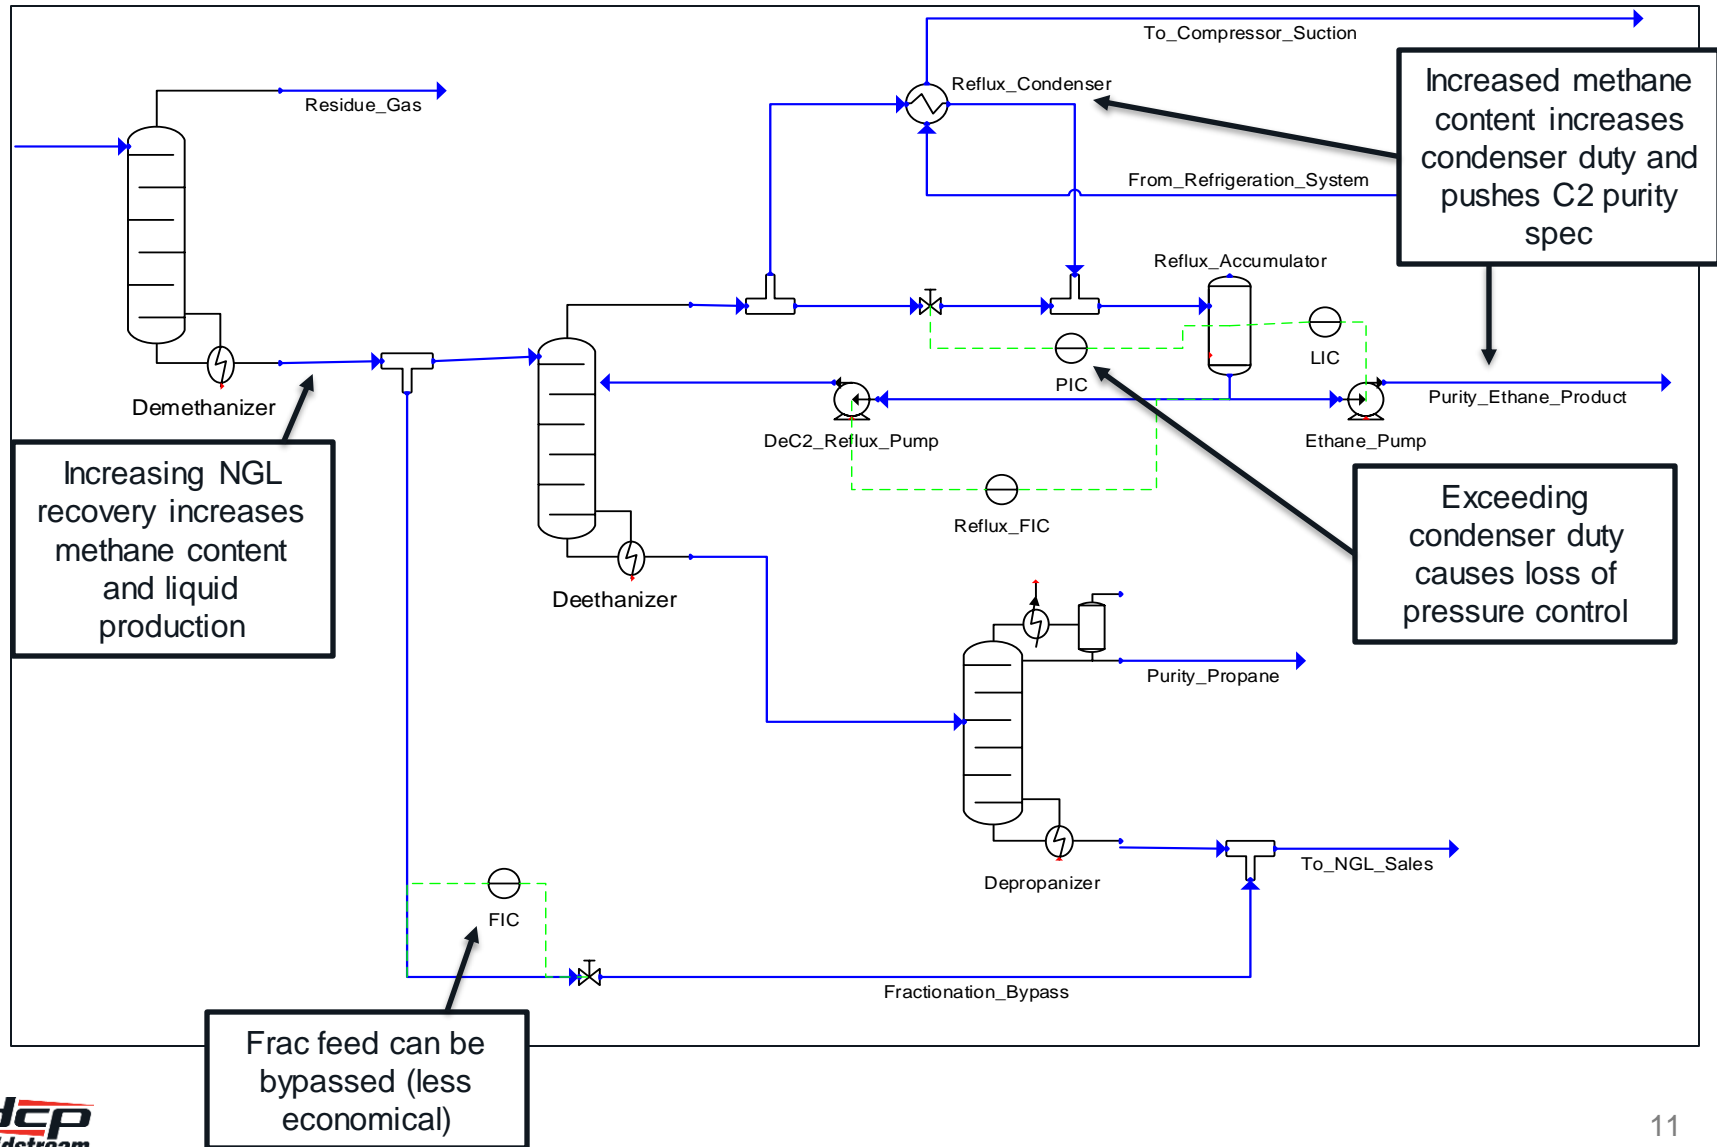 To_Compressor_Suction
Residue_Gas
Reflux_Condenser
Increased methane
content increases
condenser duty and
pushes C2 purity
spec
From_Refrigeration_System
Reflux_Accumulator
LIC
PIC
Demethanizer
Purity_Ethane_Product
DeC2_Reflux_Pump
Ethane_Pump
Increasing NGL
recovery increases
methane content
and liquid
production
Reflux_FIC
Exceeding
condenser duty
causes loss of
pressure control
Deethanizer
Purity_Propane
Depropanizer
To_NGL_Sales
FIC
Fractionation_Bypass
Frac feed can be
bypassed (less
economical)
dcp
11